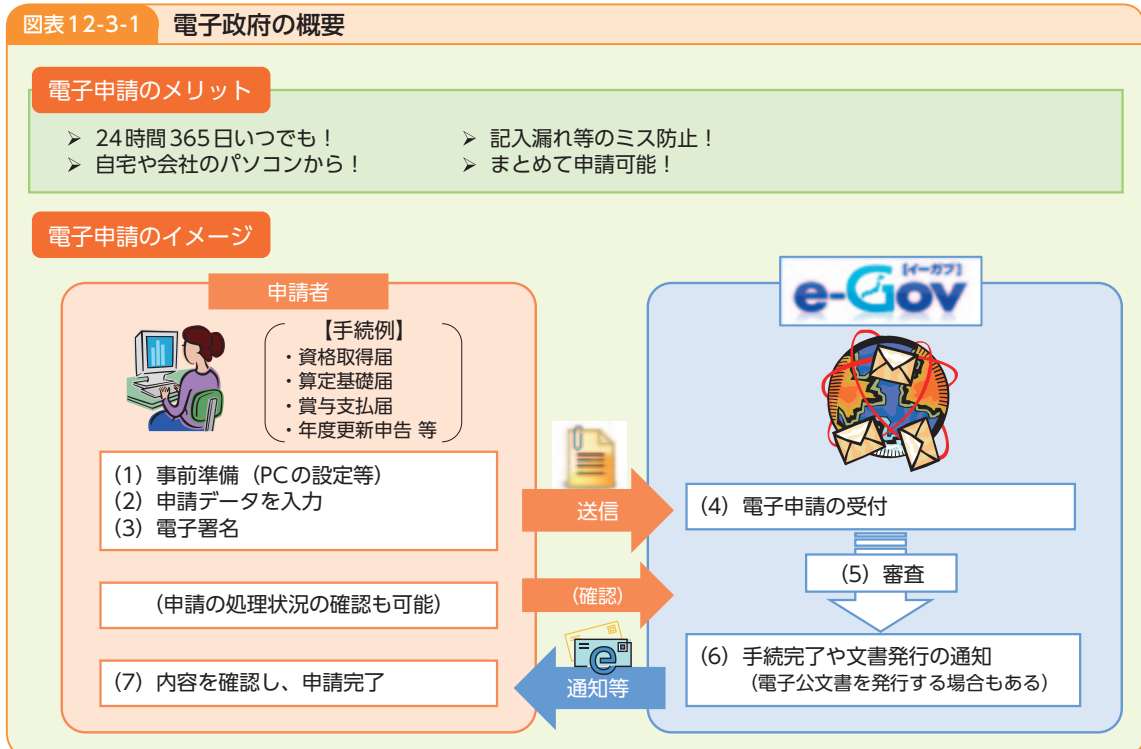 図表12-3-1 電子政府の概要
電子申請のメリット
➢ 24時間365日いつでも！
➢ 自宅や会社のパソコンから！
➢ 記入漏れ等のミス防止！
➢ まとめて申請可能！
電子申請のイメージ
申請者
【手続例】
・資格取得届
・算定基礎届
・賞与支払届
・年度更新申告 等
(1) 事前準備（PCの設定等）
(2) 申請データを入力
(3) 電子署名
（申請の処理状況の確認も可能）
(7) 内容を確認し、申請完了
送信
（確認）
e
通知等
[イーガブ]
e-Gov
(4) 電子申請の受付
(5) 審査
(6) 手続完了や文書発行の通知
（電子公文書を発行する場合もある）